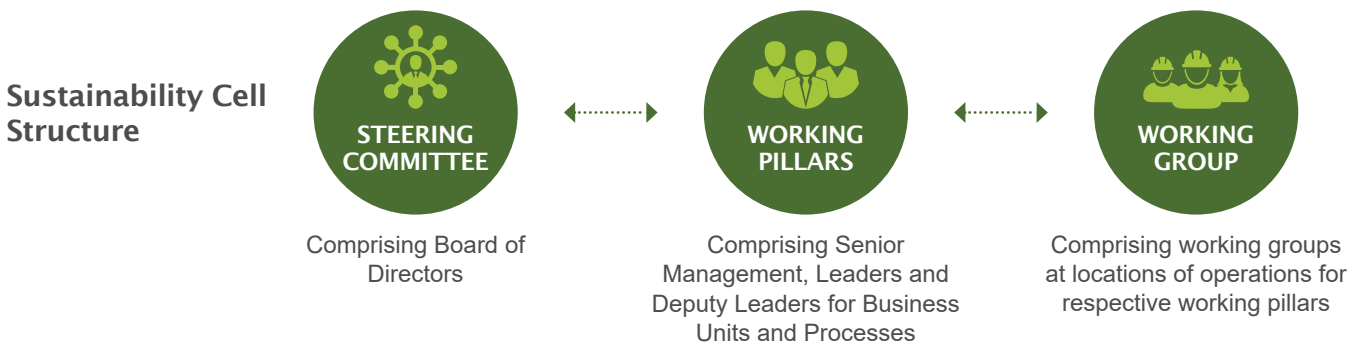 Sustainability Cell
Structure
STEERING
COMMITTEE
Comprising Board of
Directors
WORKING
PILLARS
Comprising Senior
Management, Leaders and
Deputy Leaders for Business
Units and Processes
WORKING
GROUP
Comprising working groups
at locations of operations for
respective working pillars